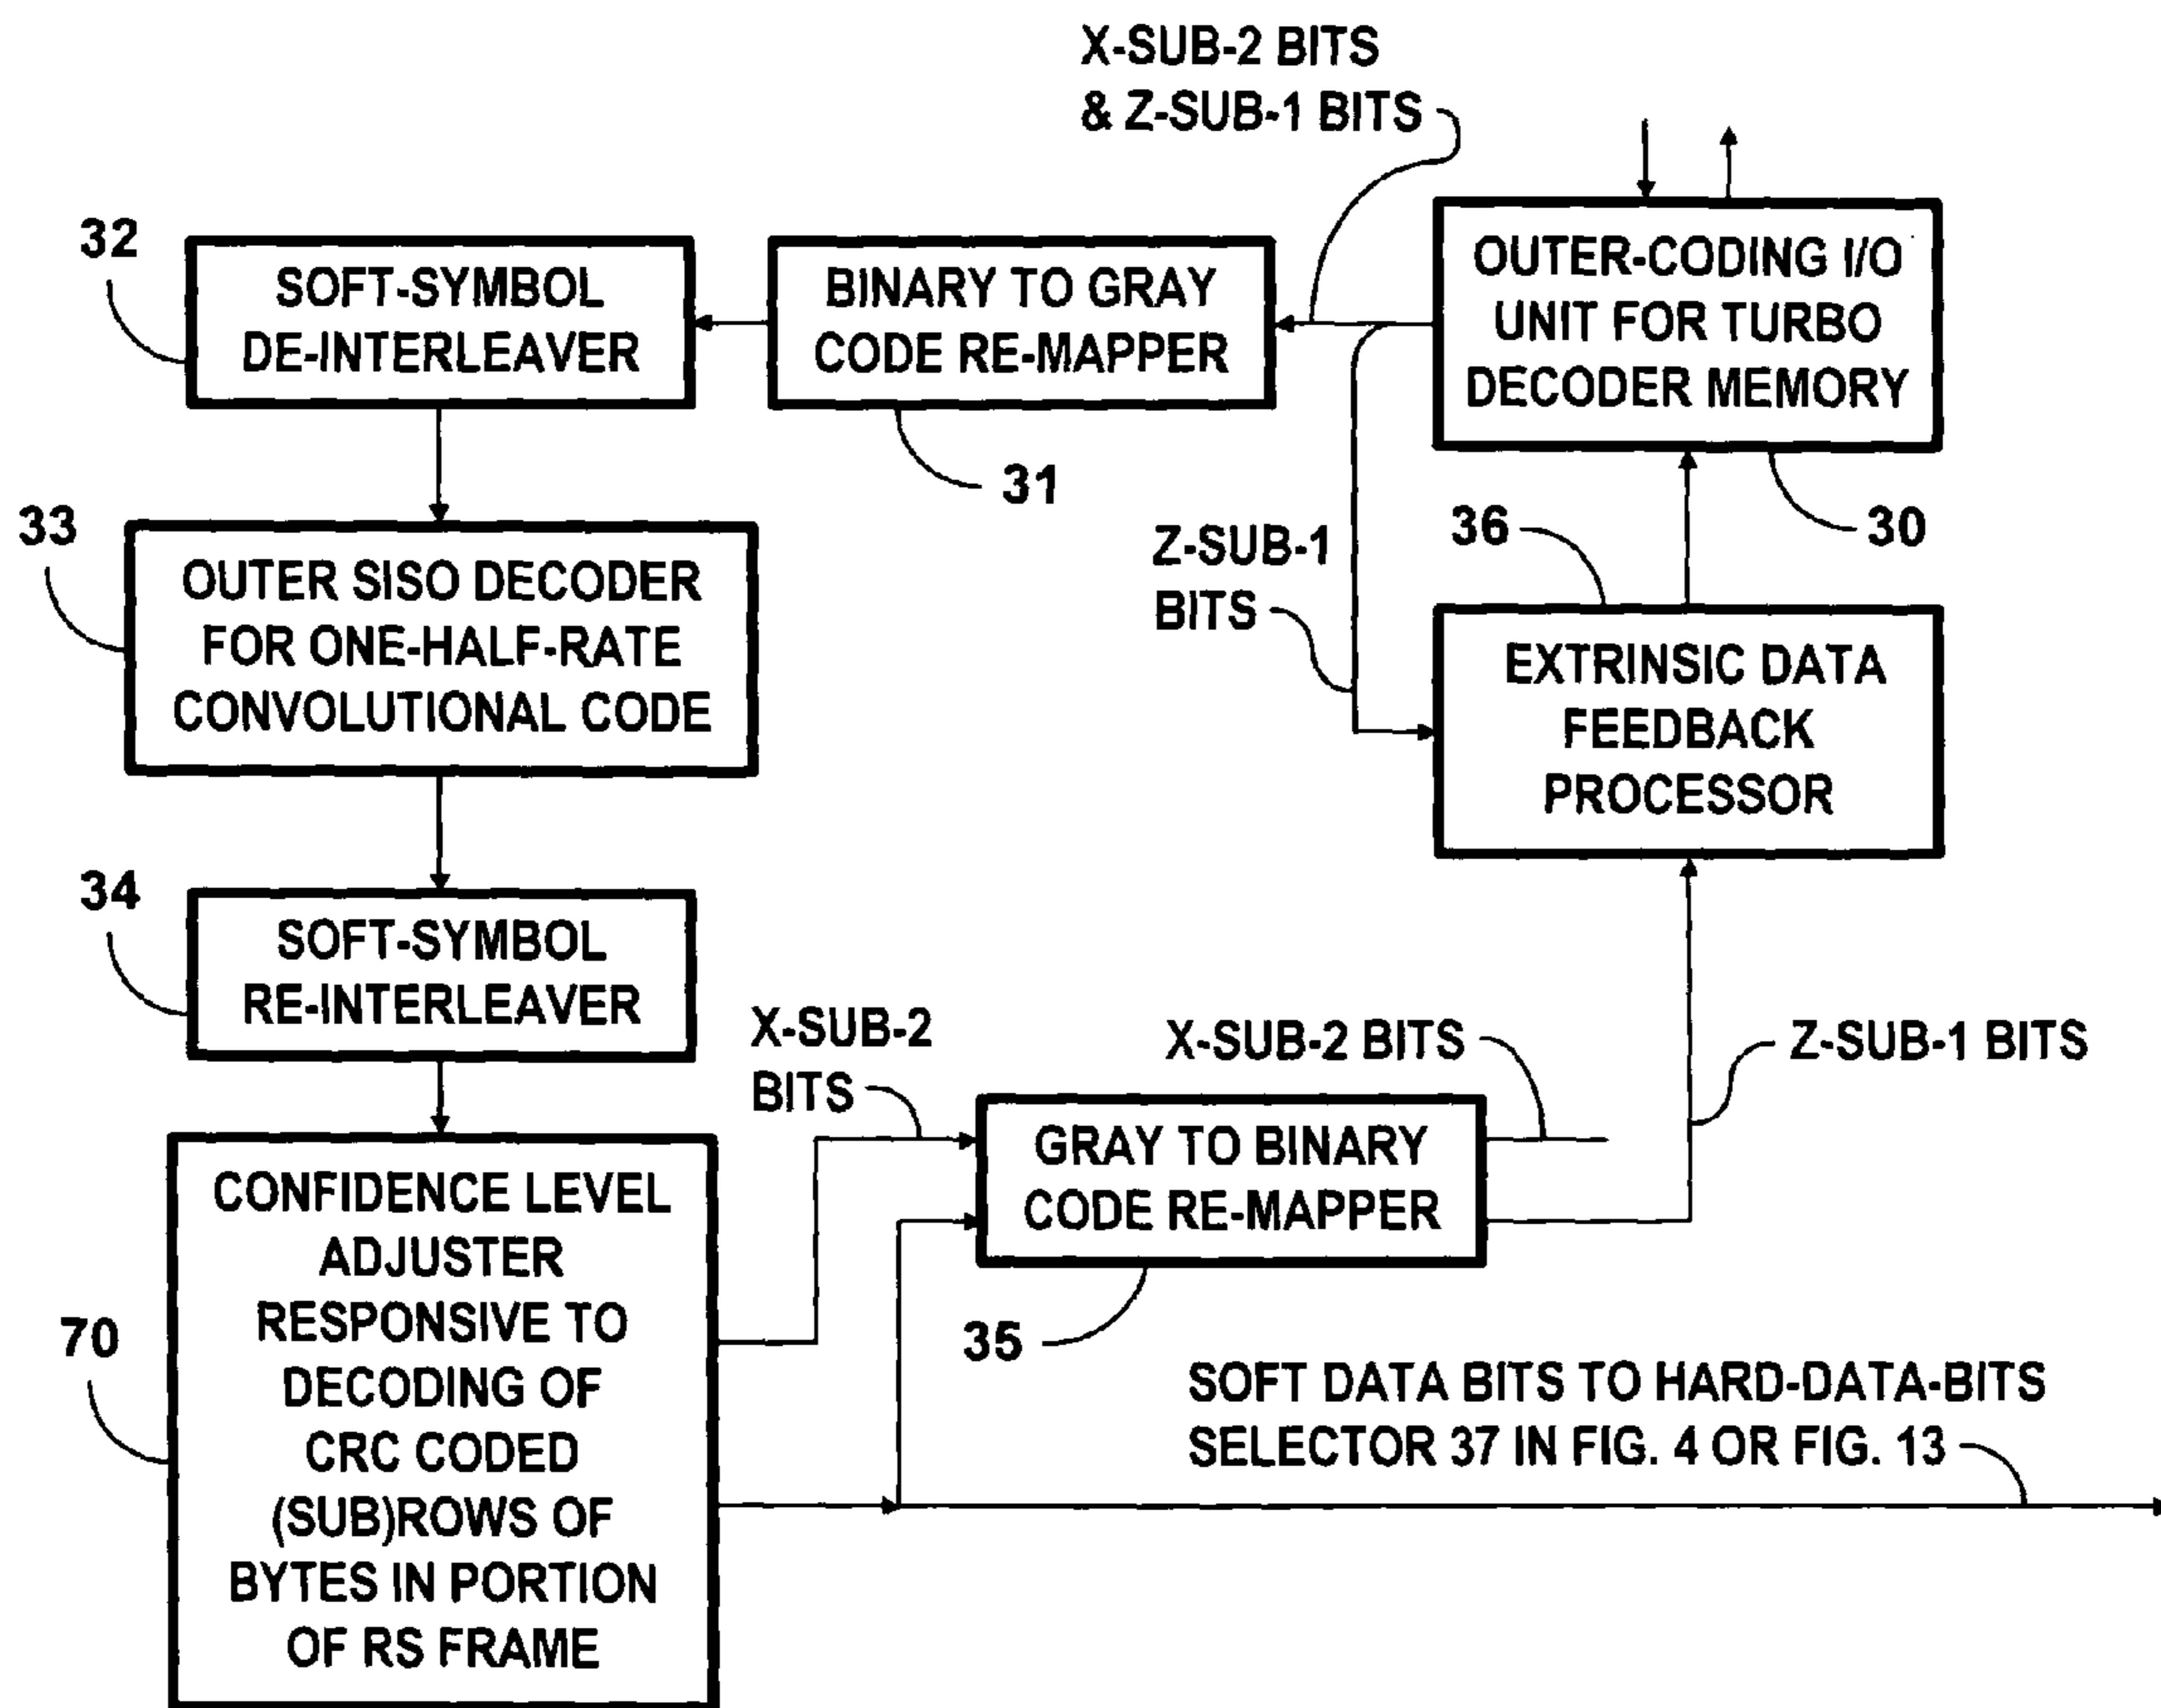 X-SUB-2 BITS
& Z-SUB-1 BITS
32
SOFT-SYMBOL
DE-INTERLEAVER
BINARY TO GRAY
CODE RE-MAPPER
31
OUTER-CODING I/O
UNIT FOR TURBO
DECODER MEMORY
30
33
OUTER SISO DECODER
FOR ONE-HALF-RATE
CONVOLUTIONAL CODE
Z-SUB-1
BITS
36
EXTRINSIC DATA
FEEDBACK
PROCESSOR
34
SOFT-SYMBOL
RE-INTERLEAVER
X-SUB-2
BITS
X-SUB-2 BITS
Z-SUB-1 BITS
GRAY TO BINARY
CODE RE-MAPPER
35
70
CONFIDENCE LEVEL
ADJUSTER
RESPONSIVE TO
DECODING OF
CRC CODED
(SUB)ROWS OF
BYTES IN PORTION
OF RS FRAME
SOFT DATA BITS TO HARD-DATA-BITS
SELECTOR 37 IN FIG. 4 OR FIG. 13